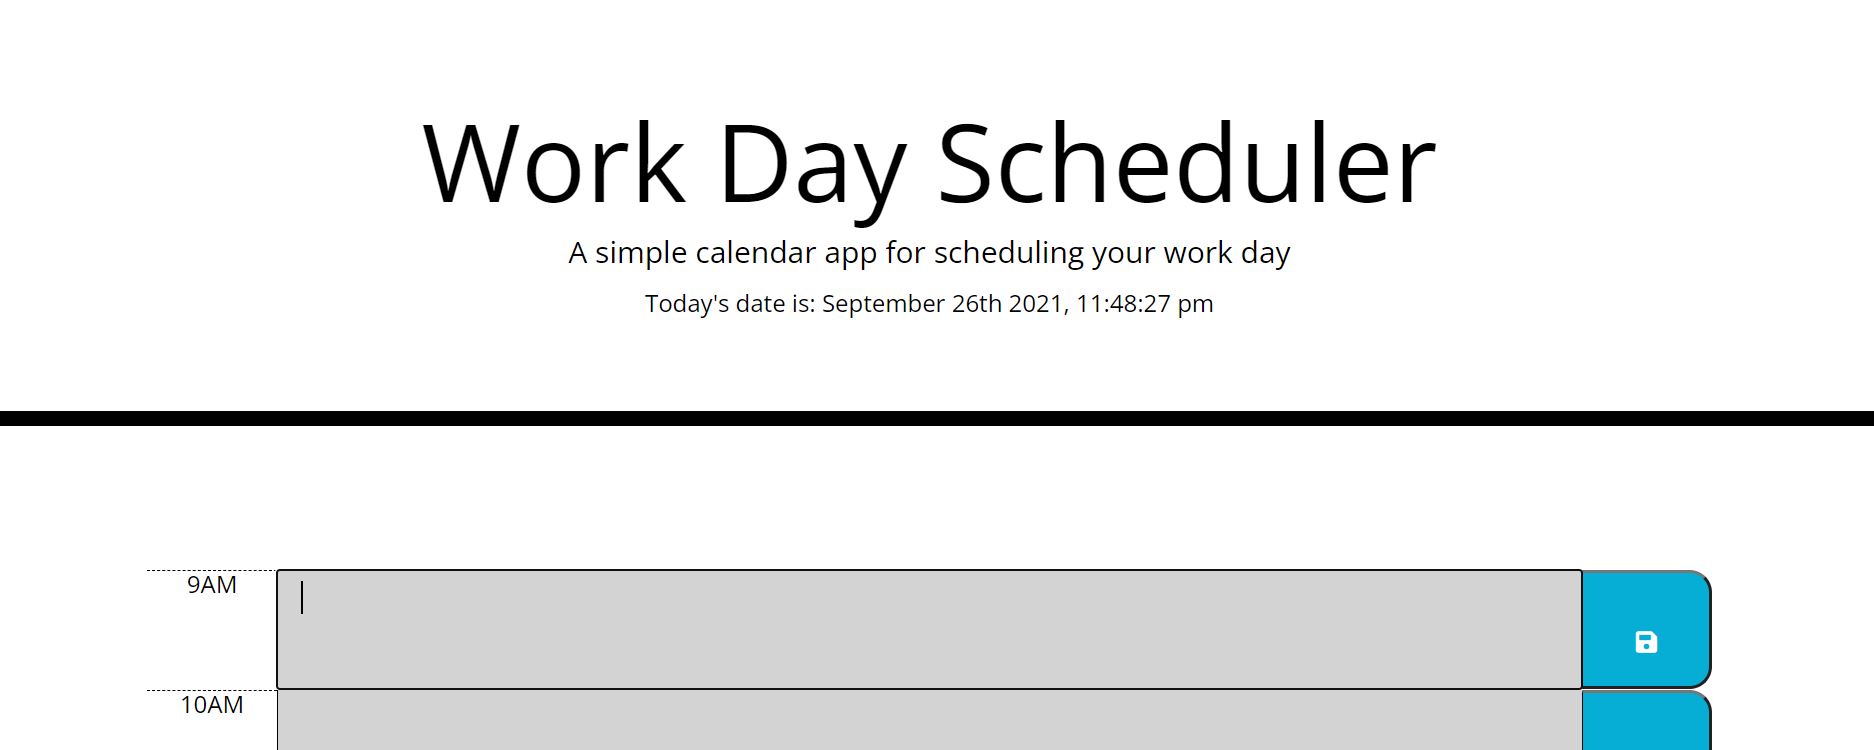 Work Day Scheduler
A simple calendar app for scheduling your work day
Today's date is: September 26th 2021, 11:48:27 pm
9AM
10AM